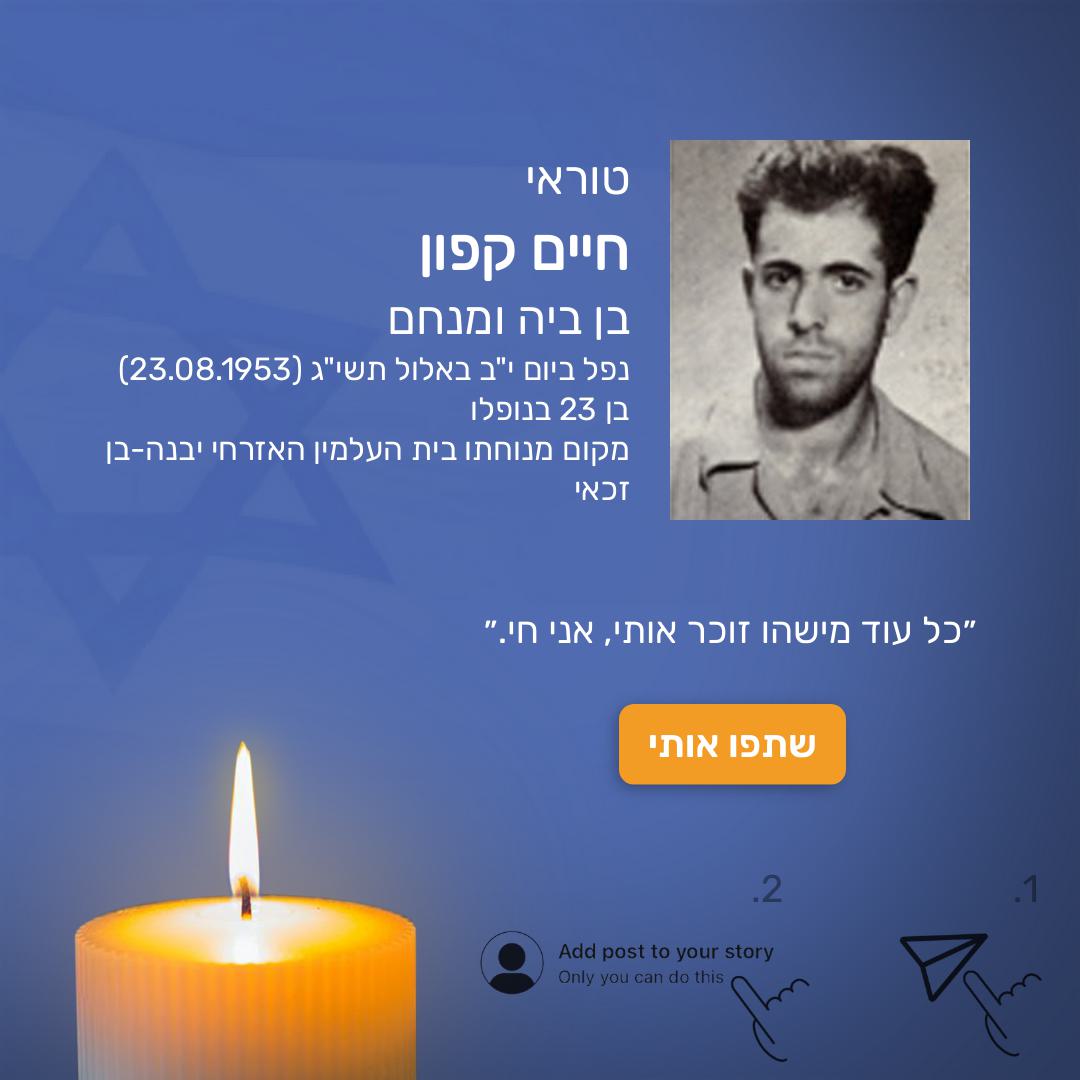 טוראי
חיים קפון
בן ביה ומנחם
נפל ביום י"ב באלול תשי"ג (23.08.1953)
בן 23 בנופלו
מקום מנוחתו בית העלמין האזרחי יבנה-בן
זכאי
״כל עוד מישהו זוכר אותי, אני חי.״
שתפו אותי
1.
2.
Add post to your story
Only you can do this